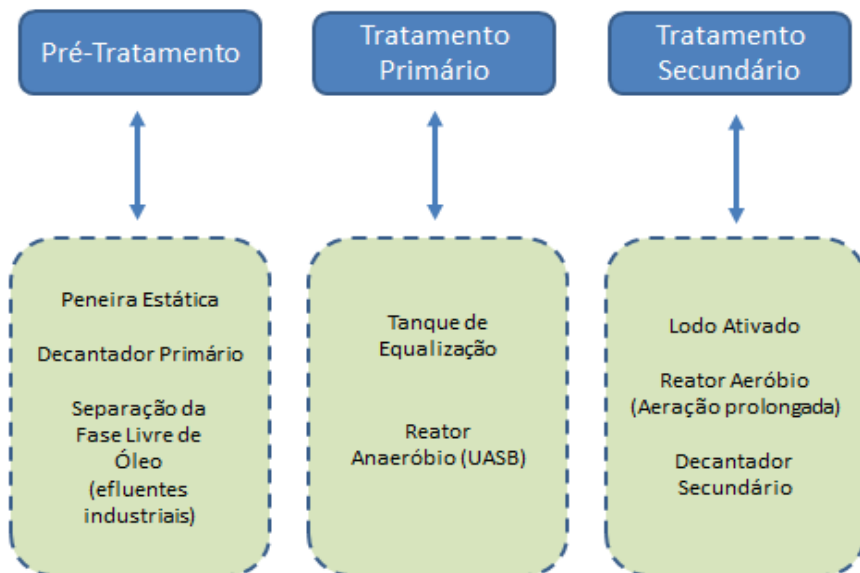 Pré-Tratamento
Tratamento
Primário
Tratamento
Secundário
Peneira Estática
Decantador Primário
Separação da
Fase Livre de
Óleo
(efluentes
industriais)
Tanque de
Equalização
Reator
Anaeróbio (UASB)
Lodo Ativado
Reator Aeróbio
(Aeração prolongada)
Decantador
Secundário